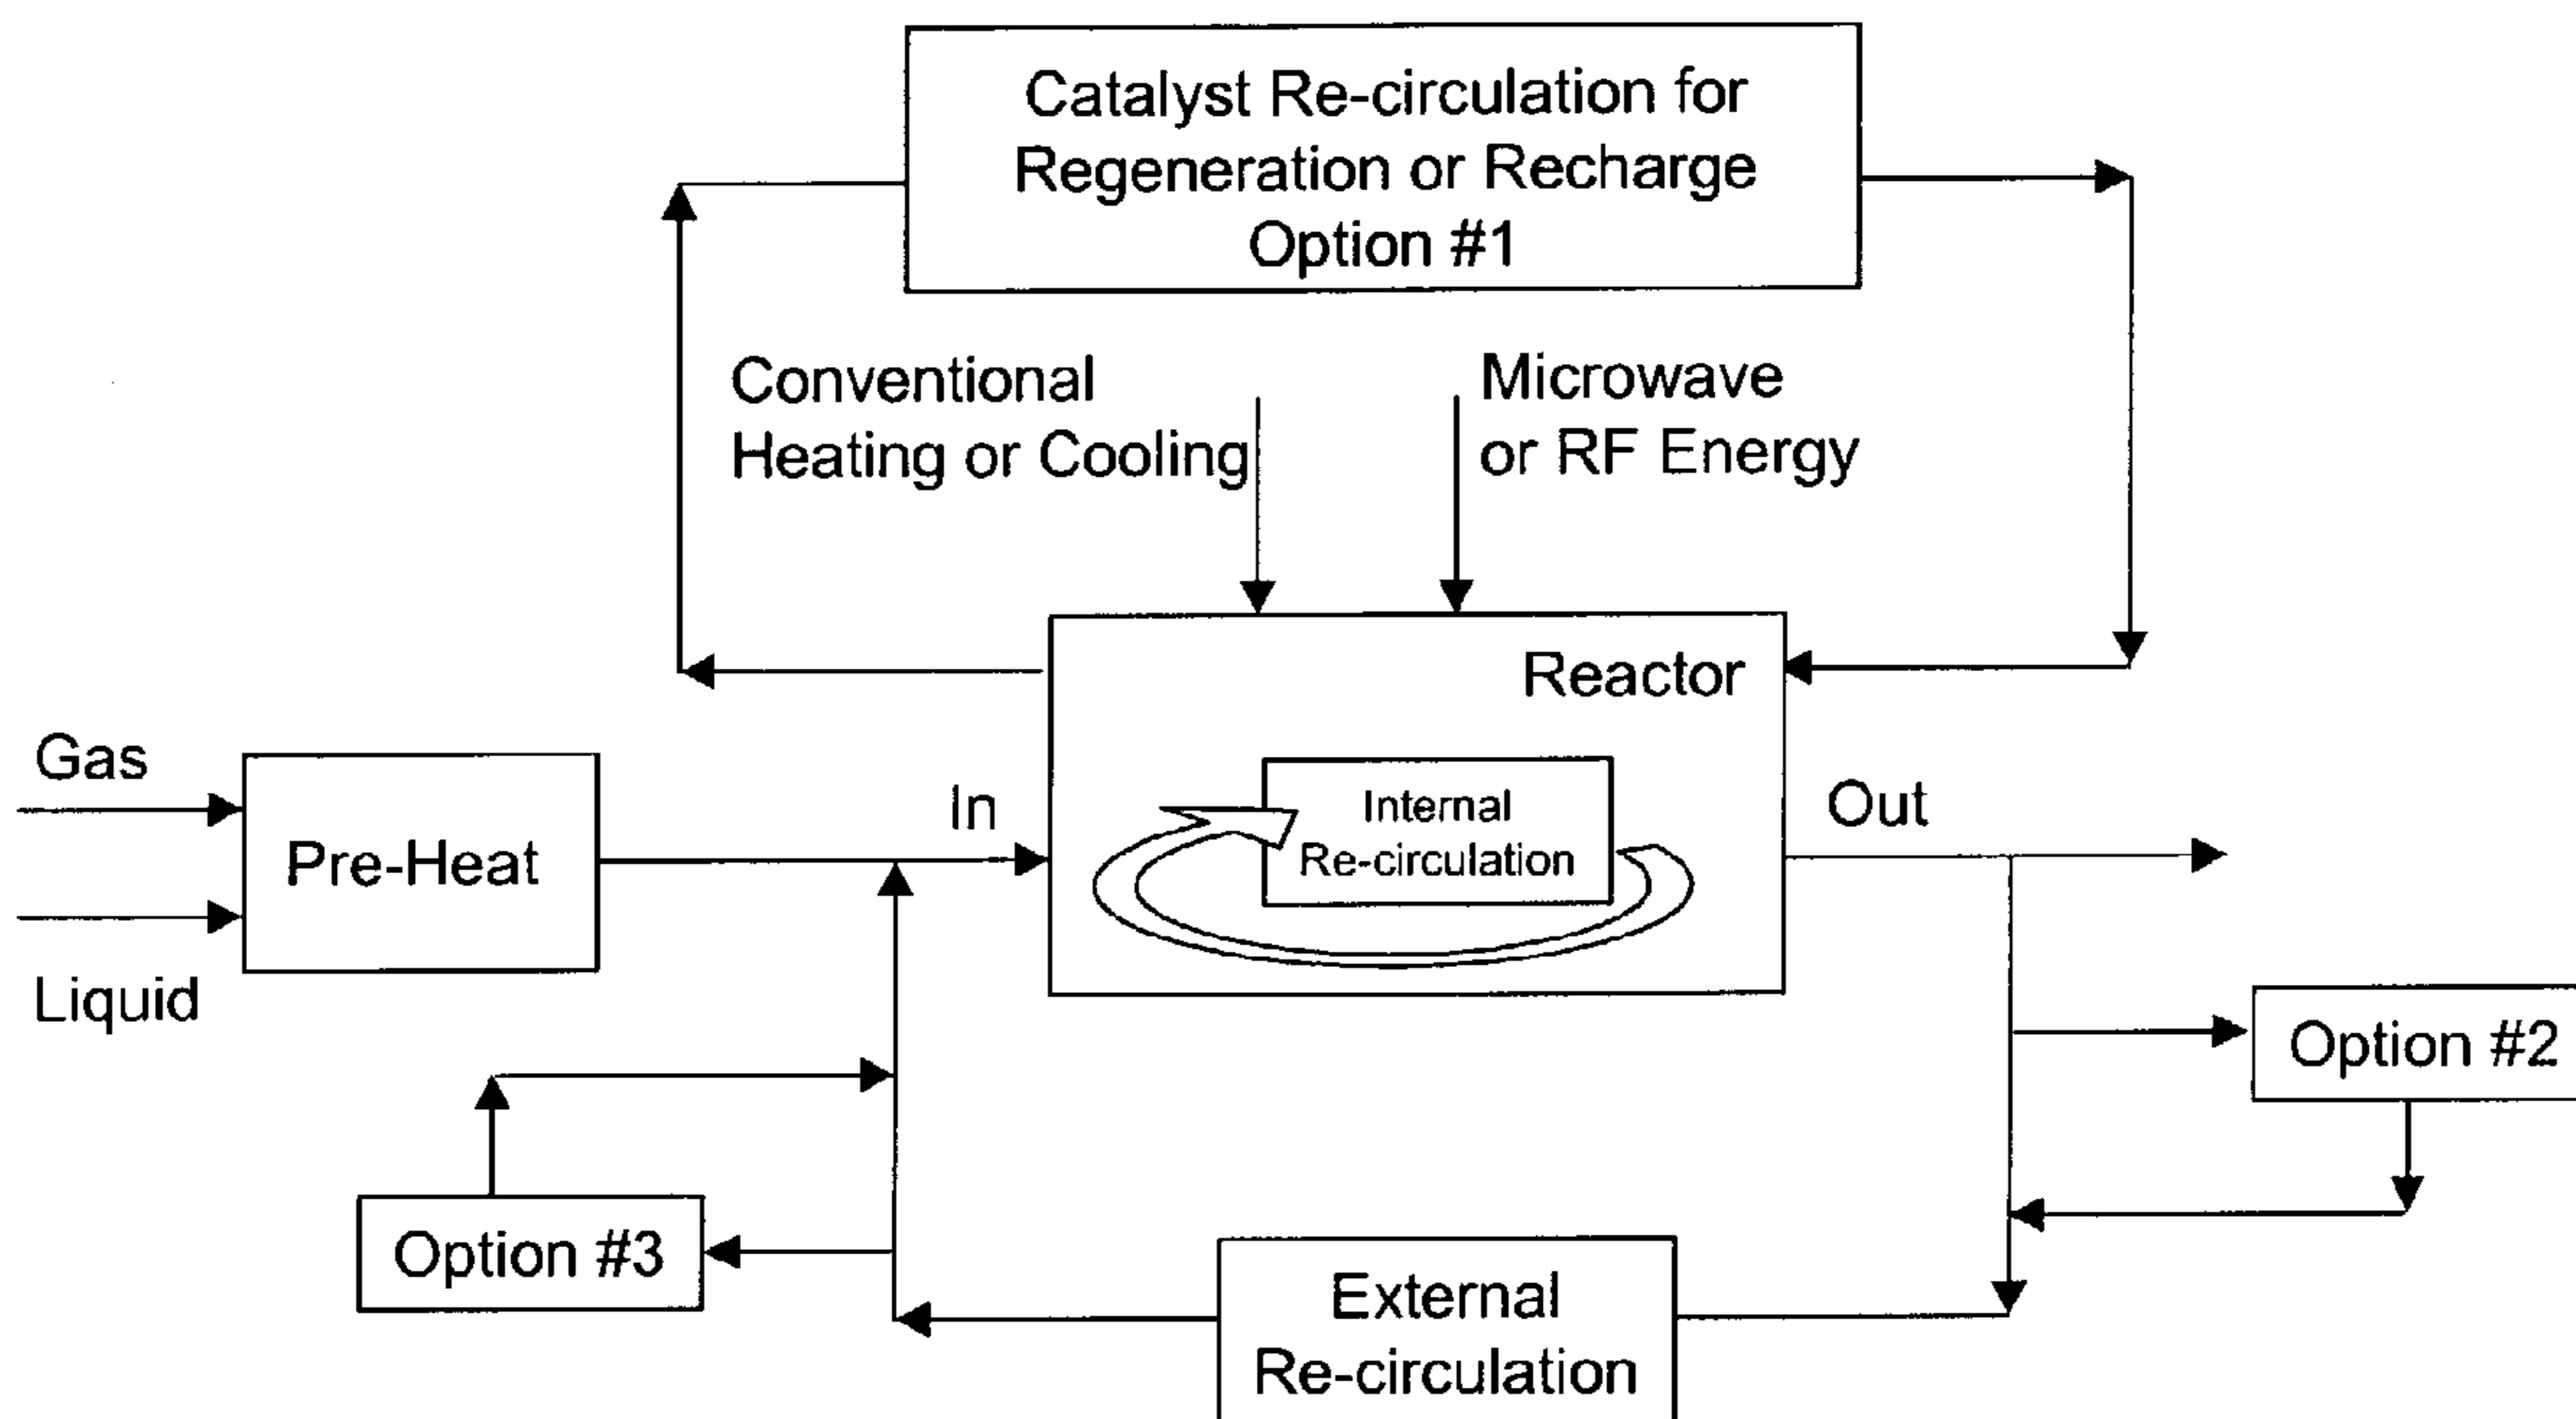 Catalyst Re-circulation for
Regeneration or Recharge
Option #1
Conventional
Heating or Cooling
Microwave
or RF Energy
Reactor
Gas
Pre-Heat
Liquid
In
Internal
Re-circulation
Out
Option #2
Option #3
External
Re-circulation